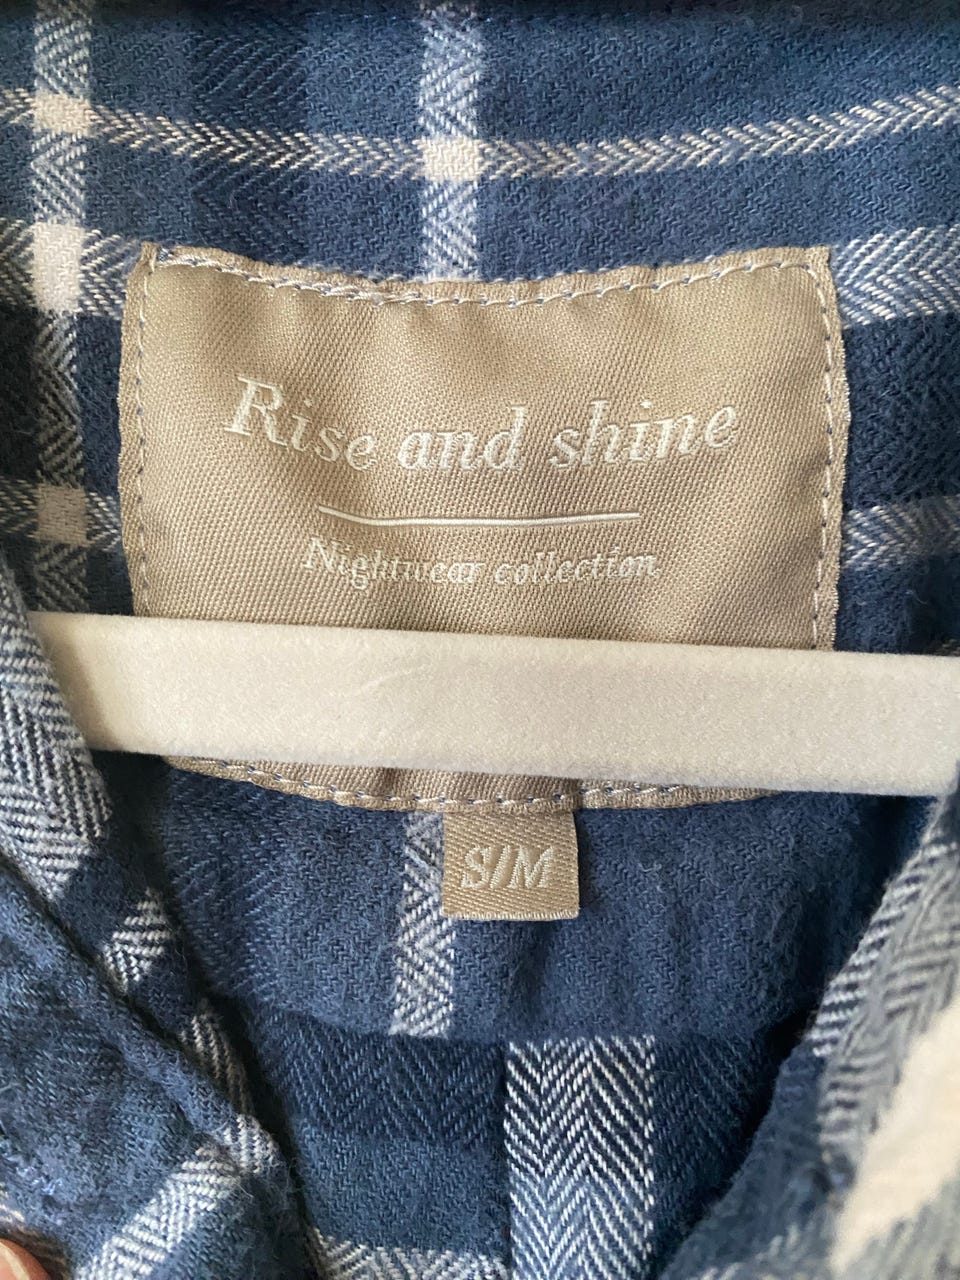 Rise and shine
Nightwear collection
S/M